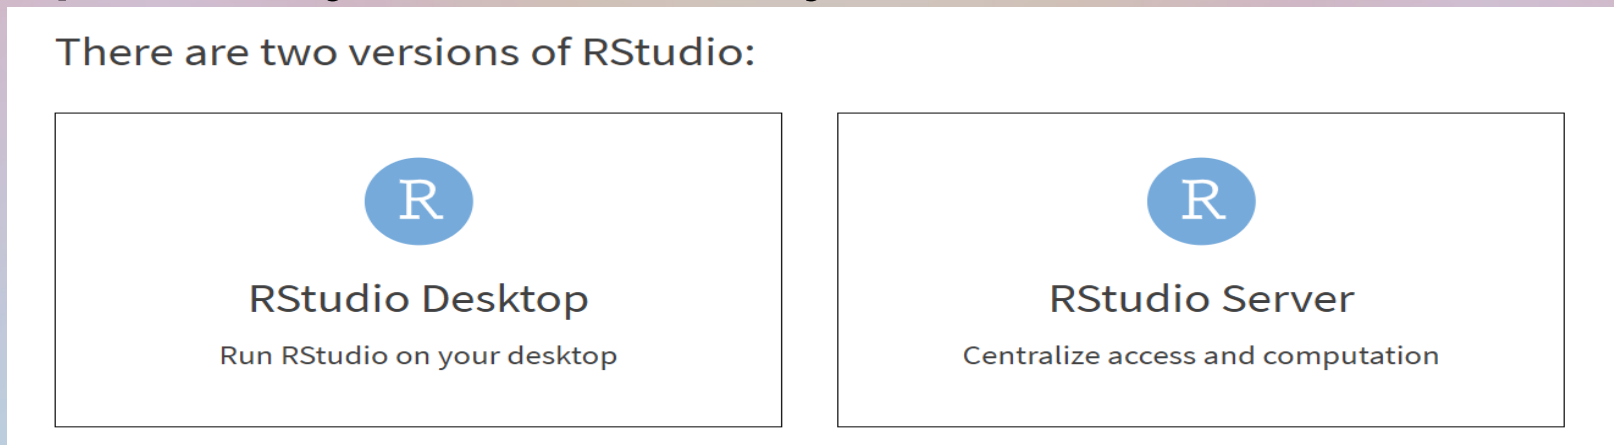 There are two versions of RStudio:
R
R
RStudio Desktop
RStudio Server
Run RStudio on your desktop
Centralize access and computation